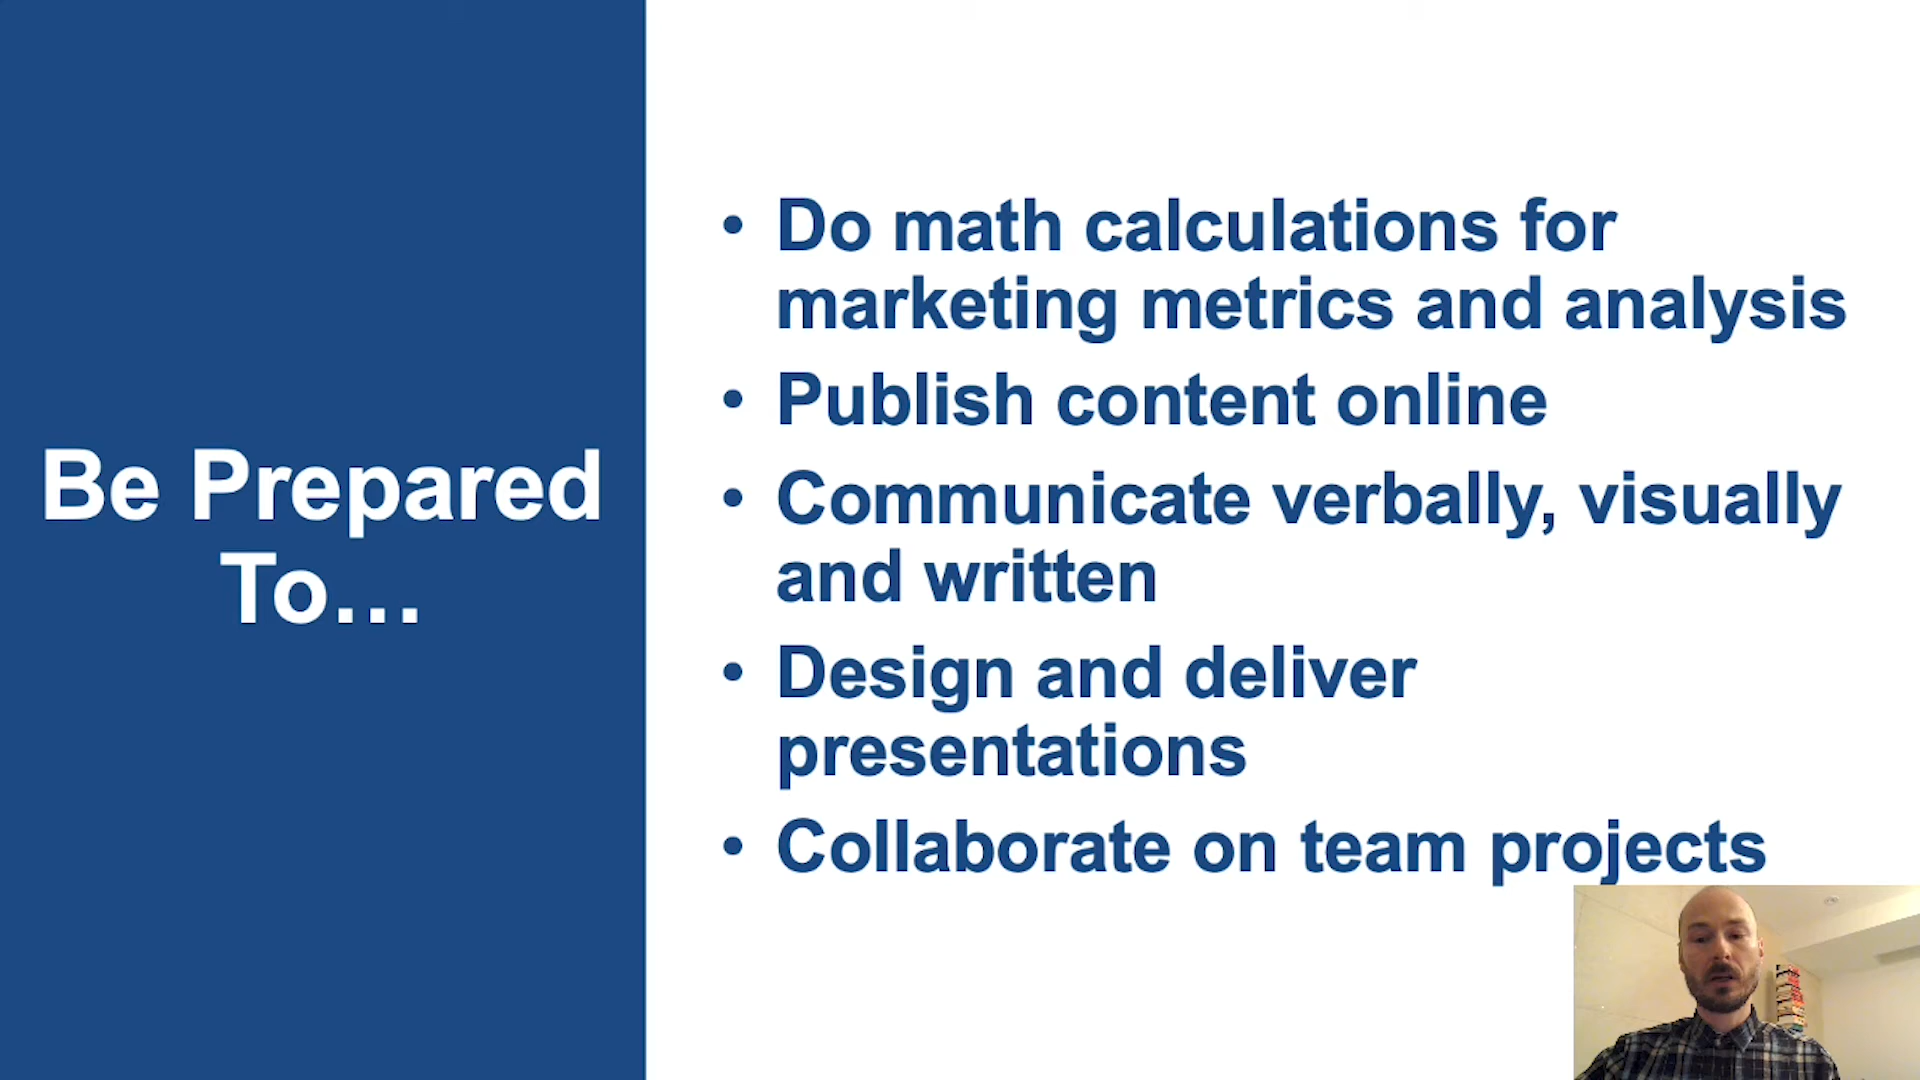 Be Prepared
To...
• Do math calculations for
marketing metrics and analysis
• Publish content online
• Communicate verbally, visually
and written
• Design and deliver
presentations
• Collaborate on team projects